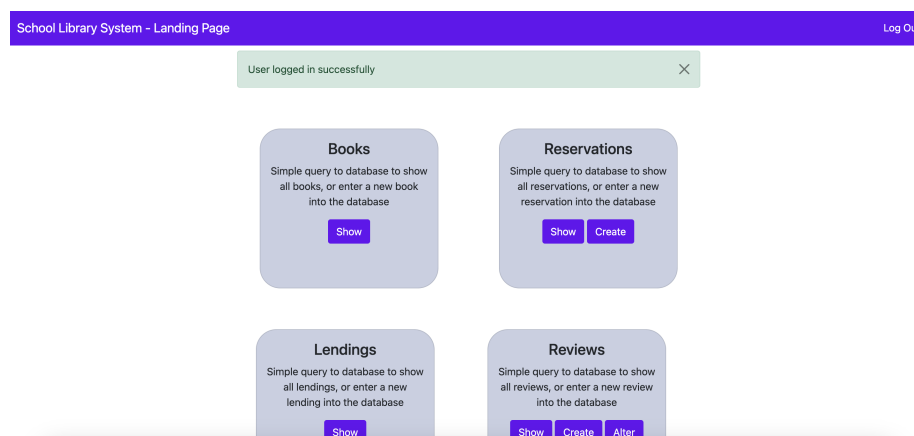 School Library System - Landing Page
Log Ou
User logged in successfully
Books
Simple query to database to show
all books, or enter a new book
into the database
Show
Reservations
Simple query to database to show
all reservations, or enter a new
reservation into the database
Show Create
Lendings
Simple query to database to show
all lendings, or enter a new
lending into the database
Show
Reviews
Simple query to database to show
all reviews, or enter a new review
into the database
Show Create Alter